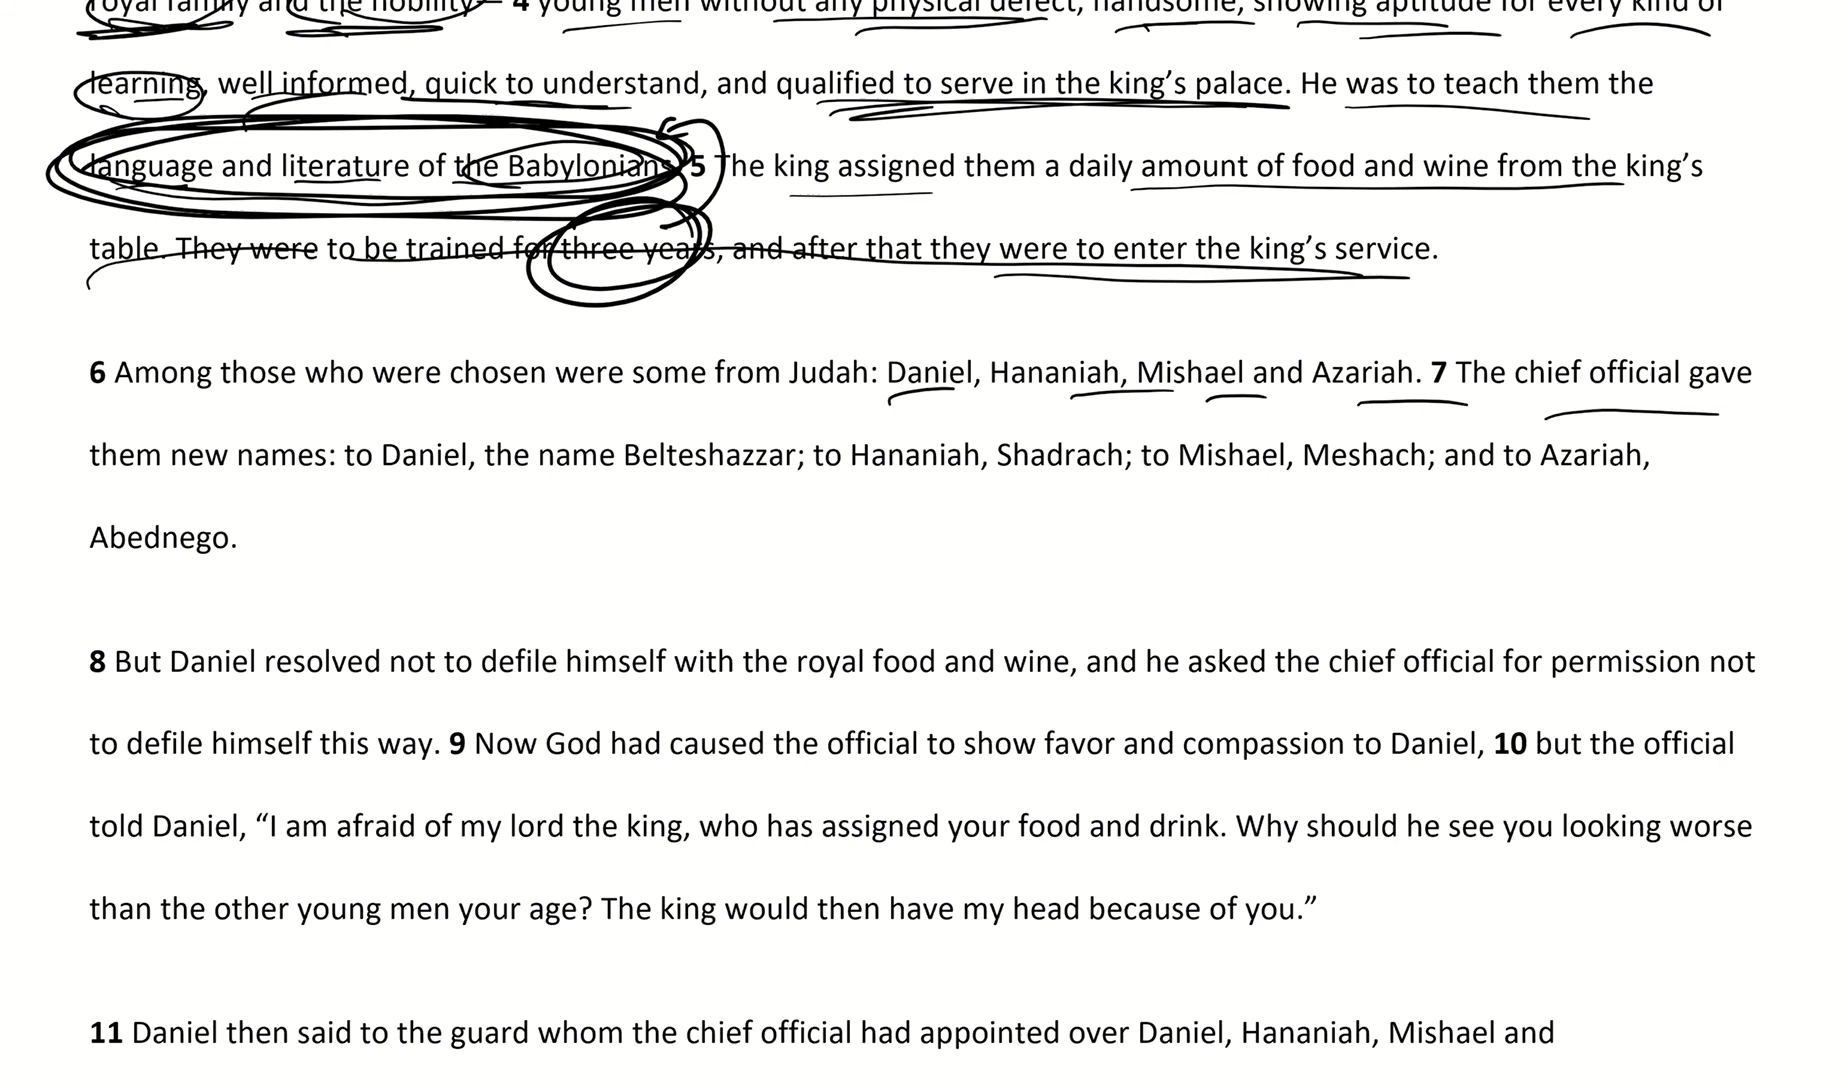 royal family and the nobility— 4 young men without any physical defect, handsome, showing aptitude for every kind of
learning, well informed, quick to understand, and qualified to serve in the king’s palace. He was to teach them the
language and literature of the Babylonians. 5 The king assigned them a daily amount of food and wine from the king’s
table. They were to be trained for three years, and after that they were to enter the king’s service.
6 Among those who were chosen were some from Judah: Daniel, Hananiah, Mishael and Azariah. 7 The chief official gave
them new names: to Daniel, the name Belteshazzar; to Hananiah, Shadrach; to Mishael, Meshach; and to Azariah,
Abednego.
8 But Daniel resolved not to defile himself with the royal food and wine, and he asked the chief official for permission not
to defile himself this way. 9 Now God had caused the official to show favor and compassion to Daniel, 10 but the official
told Daniel, “I am afraid of my lord the king, who has assigned your food and drink. Why should he see you looking worse
than the other young men your age? The king would then have my head because of you.”
11 Daniel then said to the guard whom the chief official had appointed over Daniel, Hananiah, Mishael and